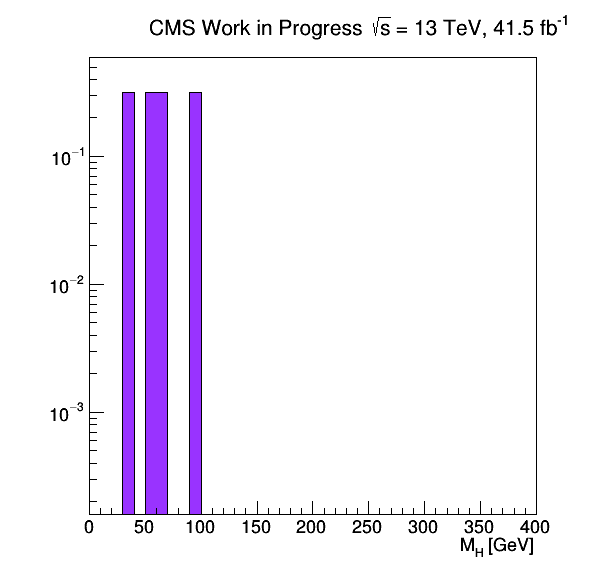 CMS Work in Progress √s = 13 TeV, 41.5 fb⁻¹
10⁻¹
10⁻²
10⁻³
0 50 100 150 200 250 300 350 400
M_H [GeV]